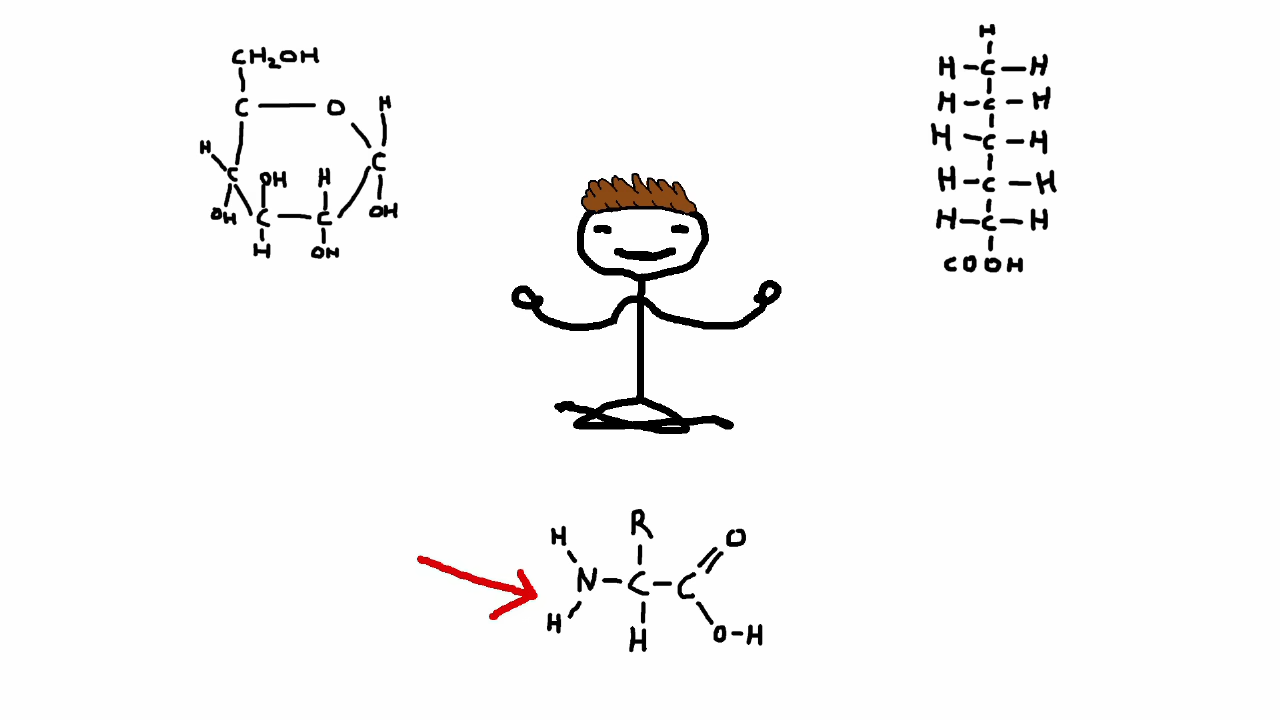 CH₂OH
C O H
H C C
OH OH H
C C OH
H OH
H
H C H
H C H
H C H
H C H
H C H
COOH
R
H O
N C C
H H O-H